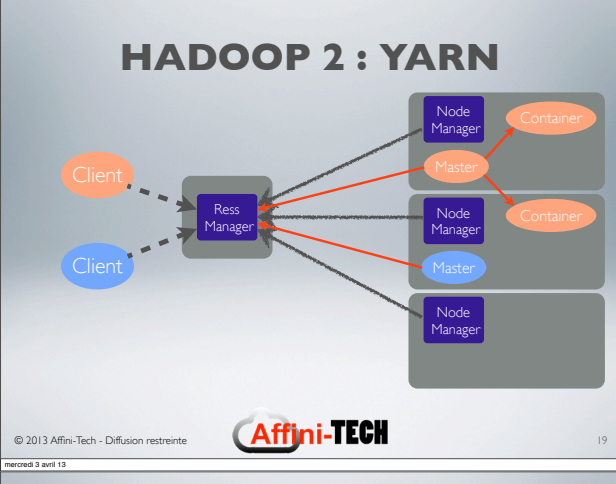 HADOOP 2 : YARN
Client
Client
Ress
Manager
Node
Manager
Container
Master
Node
Manager
Container
Master
Node
Manager
© 2013 Affini-Tech - Diffusion restreinte
Affini-TECH
19
mercredi 3 avril 13